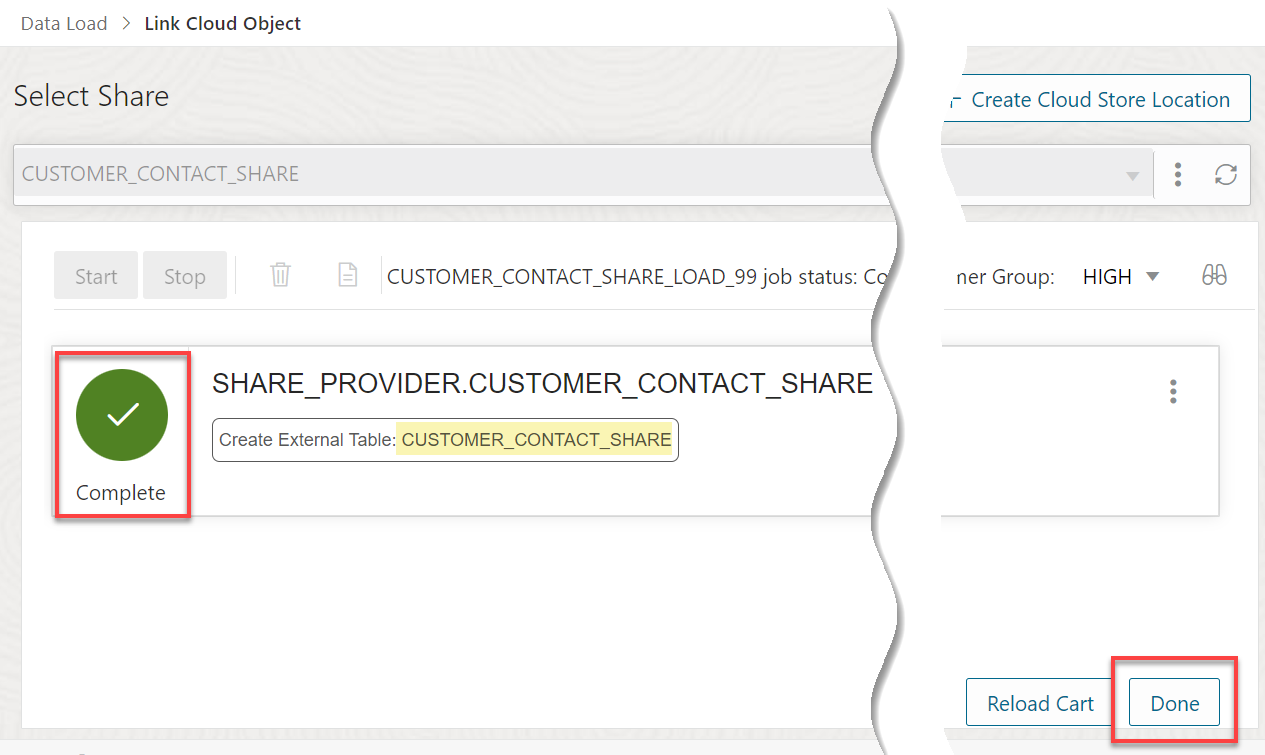 Data Load > Link Cloud Object
Select Share
Create Cloud Store Location
CUSTOMER_CONTACT_SHARE
Start Stop CUSTOMER_CONTACT_SHARE_LOAD_99 job status: Co ner Group: HIGH
SHARE_PROVIDER.CUSTOMER_CONTACT_SHARE
Create External Table: CUSTOMER_CONTACT_SHARE
Complete
Reload Cart Done